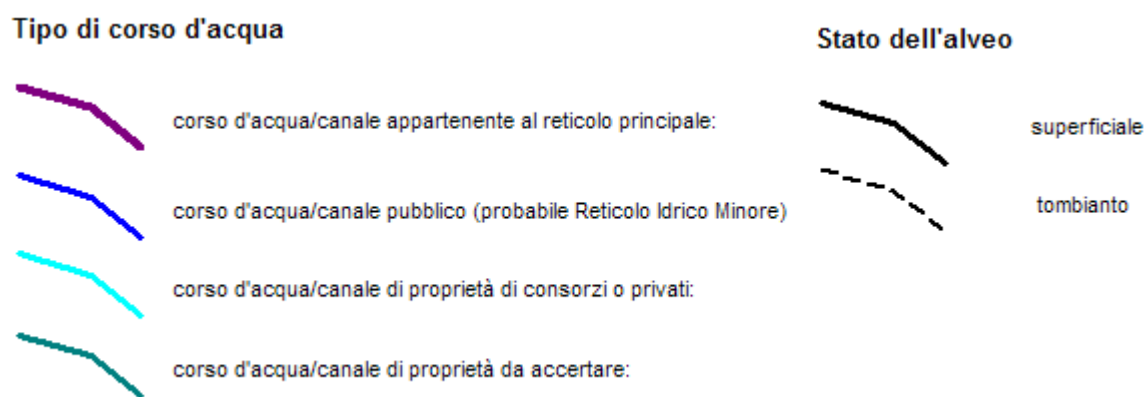 Tipo di corso d'acqua
corso d'acqua/canale appartenente al reticolo principale:
corso d'acqua/canale pubblico (probabile Reticolo Idrico Minore)
corso d'acqua/canale di proprietà di consorzi o privati:
corso d'acqua/canale di proprietà da accertare:
Stato dell'alveo
superficiale
tombianto